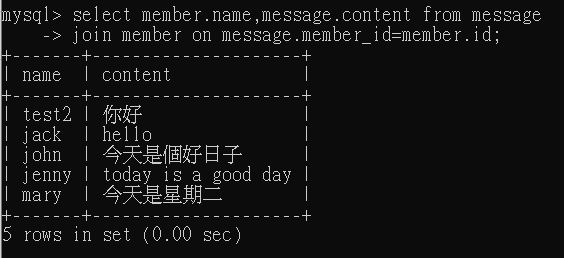 mysql> select member.name,message.content from message
    -> join member on message.member_id=member.id;
+-------+---------------------+
| name  | content             |
+-------+---------------------+
| test2 | 你好                |
| jack  | hello               |
| john  | 今天是個好日子      |
| jenny | today is a good day |
| mary  | 今天是星期二        |
+-------+---------------------+
5 rows in set (0.00 sec)